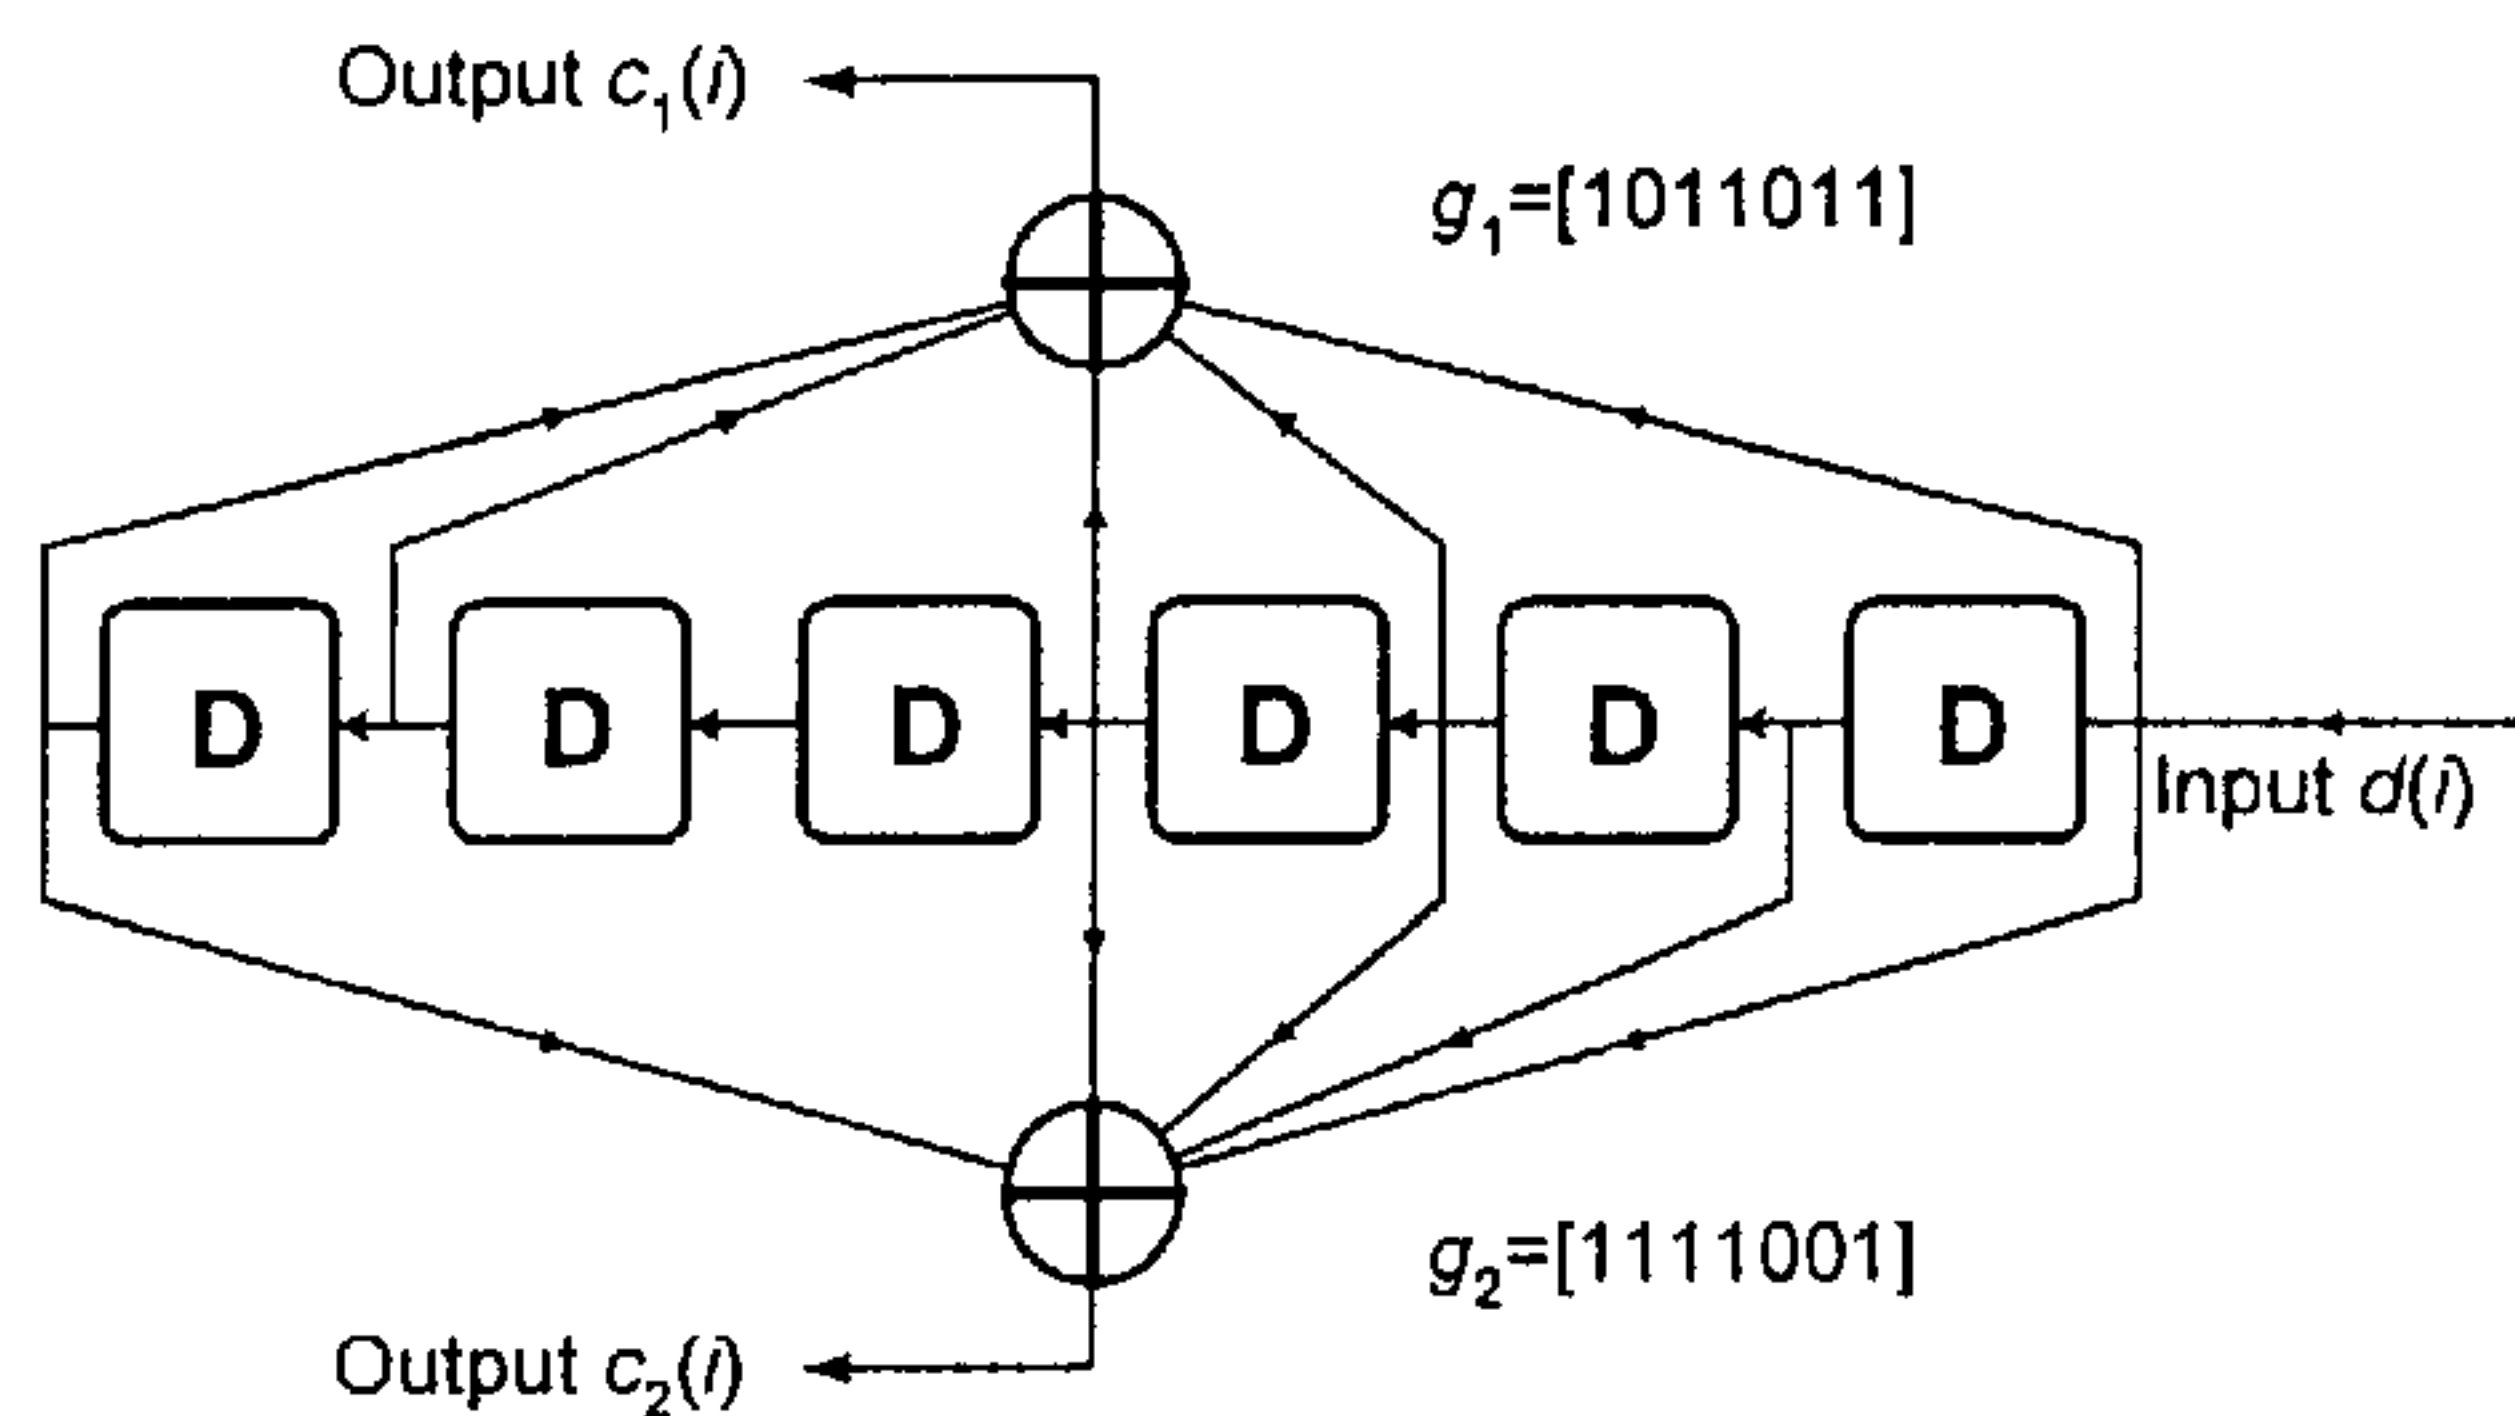 Output c₁(i)
g₁=[1011011]
D D D D D D
Input d(i)
g₂=[1111001]
Output c₂(i)